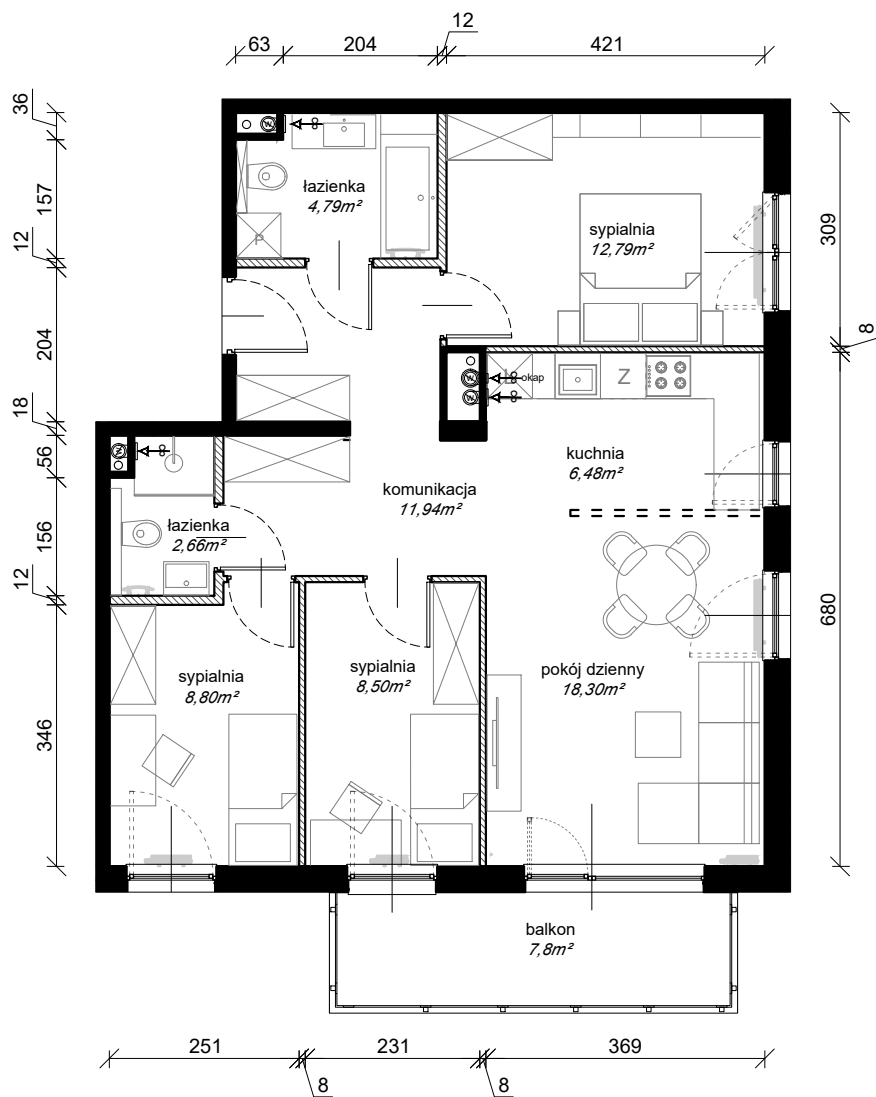 12
63
204
421
36
157
12
204
18
56
156
12
346
309
8
680
łazienka
4,79m²
P
sypialnia
12,79m²
L
okap
Z
kuchnia
6,48m²
komunikacja
11,94m²
łazienka
2,66m²
sypialnia
8,80m²
sypialnia
8,50m²
pokój dzienny
18,30m²
balkon
7,8m²
251
231
369
8
8